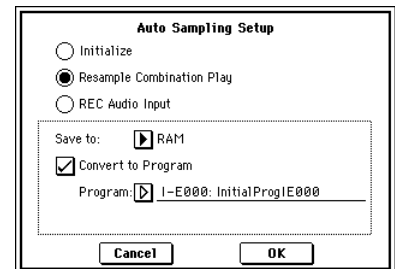 Auto Sampling Setup
Initialize
Resample Combination Play
REC Audio Input
Save to: RAM
Convert to Program
Program: I-E000: InitialProgIE000
Cancel OK